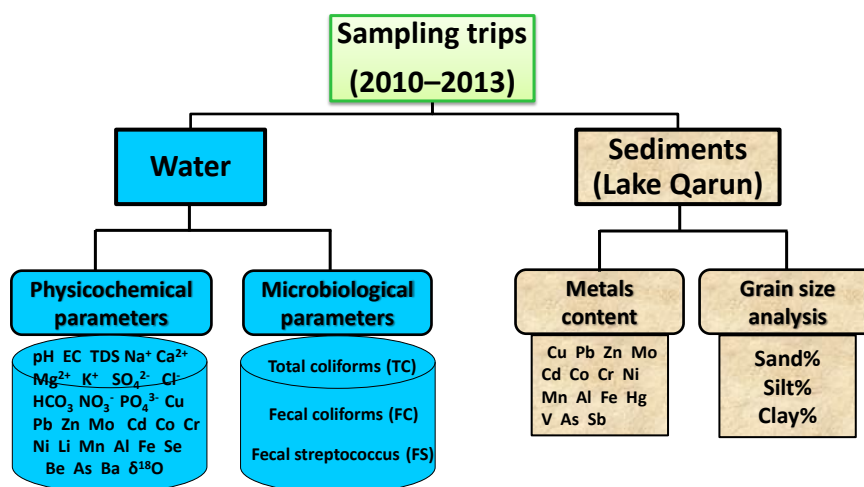 Sampling trips
(2010–2013)
Water
Sediments
(Lake Qarun)
Physicochemical
parameters
Microbiological
parameters
Metals
content
Grain size
analysis
pH EC TDS Na⁺ Ca²⁺
Mg²⁺ K⁺ SO₄²⁻ Cl⁻
HCO₃ NO₃⁻ PO₄³⁻ Cu
Pb Zn Mo Cd Co Cr
Ni Li Mn Al Fe Se
Be As Ba δ¹⁸O
Total coliforms (TC)
Fecal coliforms (FC)
Fecal streptococcus (FS)
Cu Pb Zn Mo
Cd Co Cr Ni
Mn Al Fe Hg
V As Sb
Sand%
Silt%
Clay%